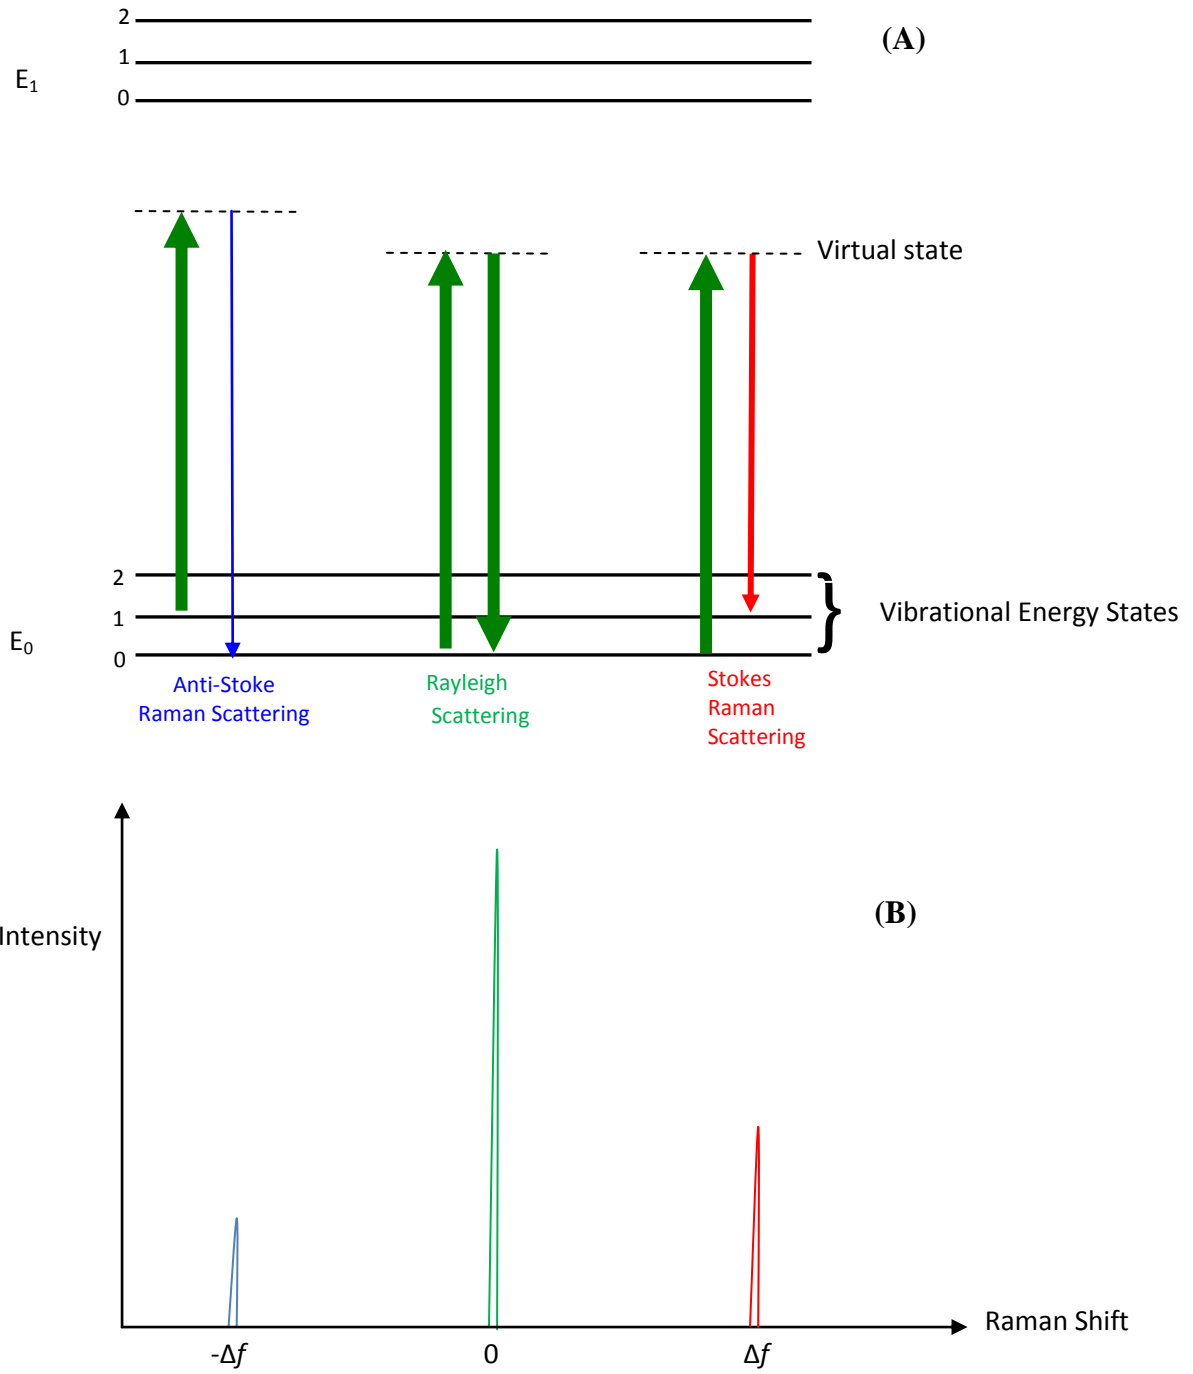 2
(A)
1
E₁
0
Virtual state
2
1
Vibrational Energy States
E₀
0
Anti-Stoke
Raman Scattering
Rayleigh
Scattering
Stokes
Raman
Scattering
(B)
Intensity
Raman Shift
-Δf
0
Δf